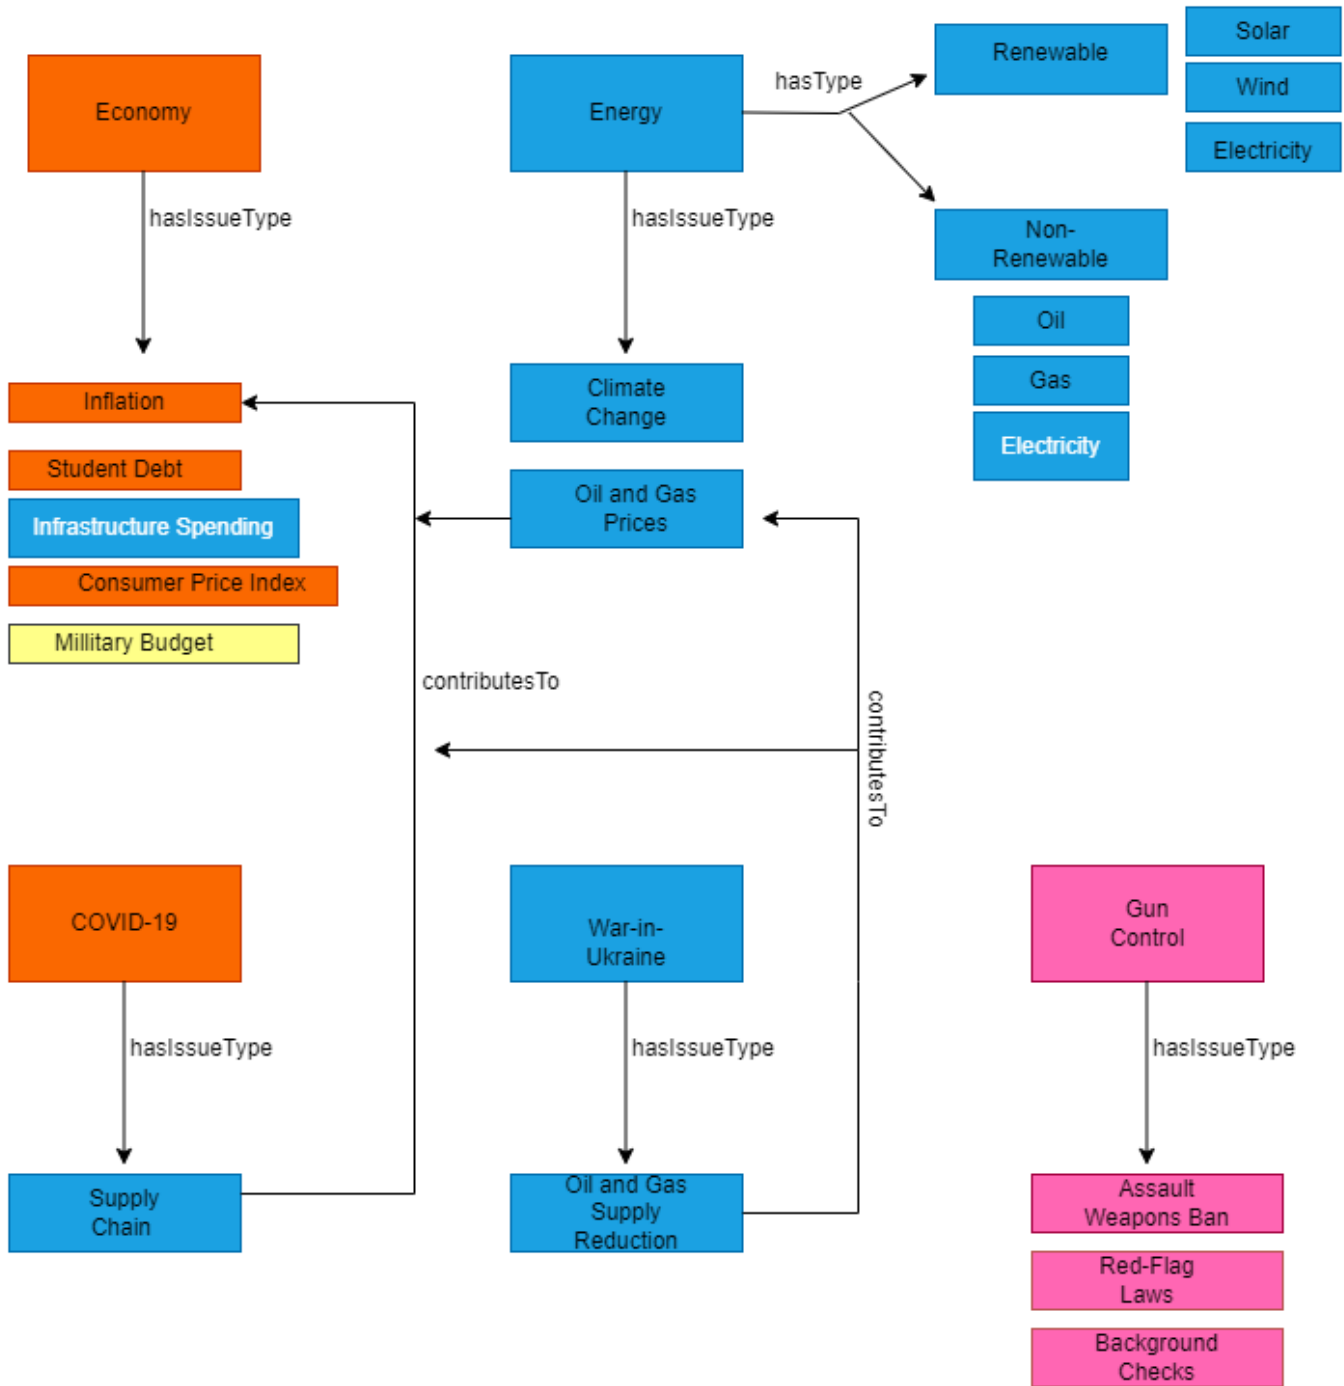 Economy
hasIssueType
Inflation
Student Debt
Infrastructure Spending
Consumer Price Index
Millitary Budget
Energy
hasType
Renewable
Solar
Wind
Electricity
Non-
Renewable
Oil
Gas
Electricity
hasIssueType
Climate
Change
Oil and Gas
Prices
contributesTo
contributesTo
COVID-19
hasIssueType
Supply
Chain
War-in-
Ukraine
hasIssueType
Oil and Gas
Supply
Reduction
Gun
Control
hasIssueType
Assault
Weapons Ban
Red-Flag
Laws
Background
Checks